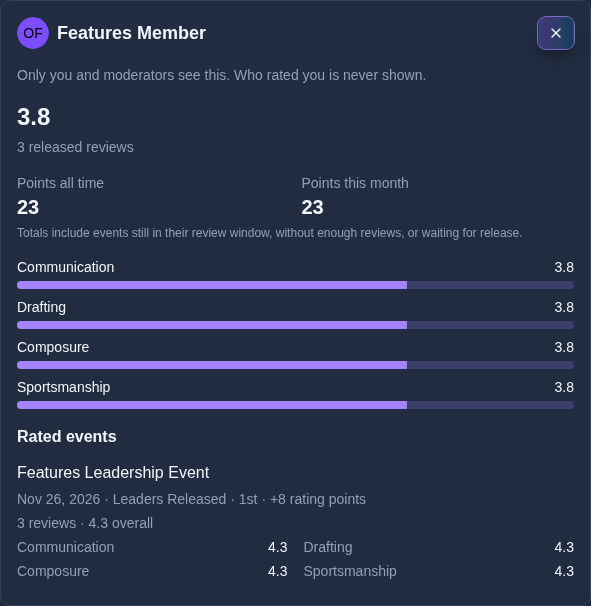 OF Features Member ×
Only you and moderators see this. Who rated you is never shown.
3.8
3 released reviews
Points all time Points this month
23 23
Totals include events still in their review window, without enough reviews, or waiting for release.
Communication 3.8
Drafting 3.8
Composure 3.8
Sportsmanship 3.8
Rated events
Features Leadership Event
Nov 26, 2026 · Leaders Released · 1st · +8 rating points
3 reviews · 4.3 overall
Communication 4.3 Drafting 4.3
Composure 4.3 Sportsmanship 4.3